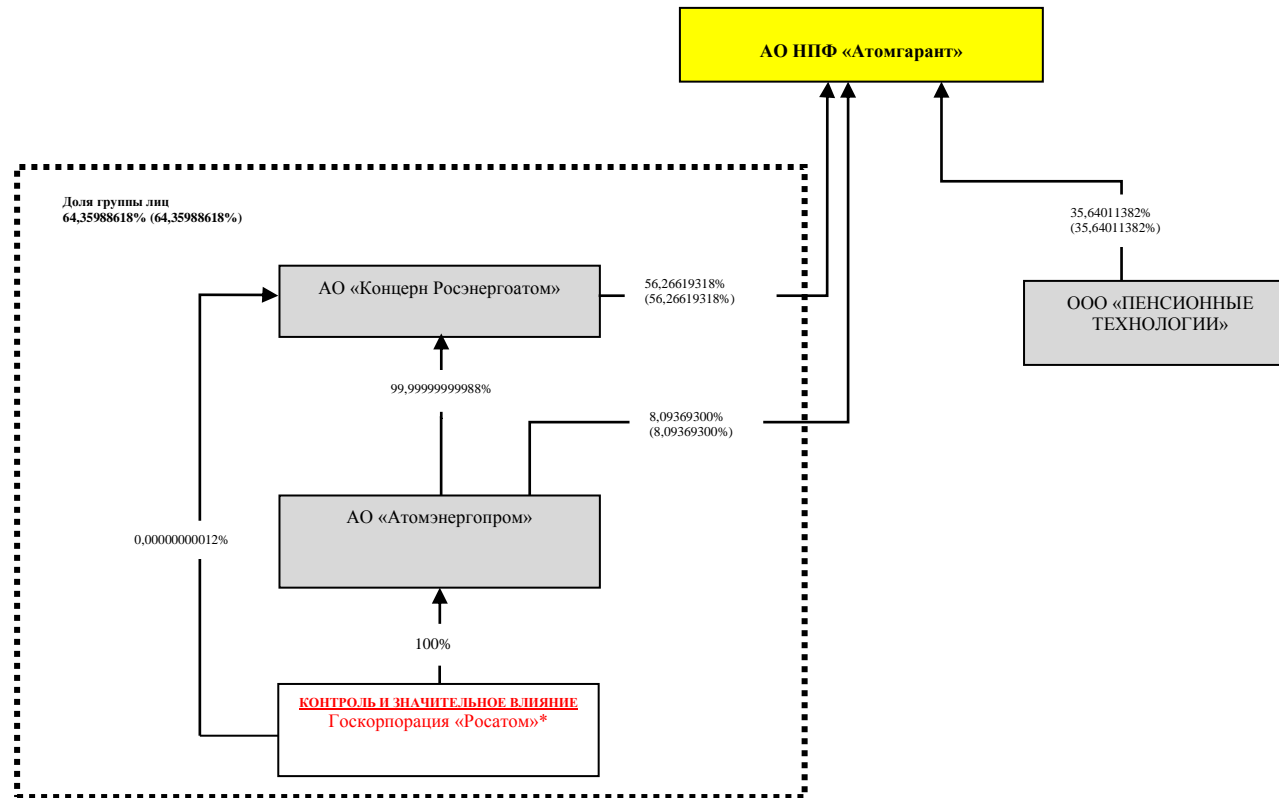 АО НПФ «Атомгарант»
Доля группы лиц
64,35988618% (64,35988618%)
35,64011382%
(35,64011382%)
АО «Концерн Росэнергоатом»
56,26619318%
(56,26619318%)
ООО «ПЕНСИОННЫЕ
ТЕХНОЛОГИИ»
99,99999999988%
8,09369300%
(8,09369300%)
АО «Атомэнергопром»
0,00000000012%
100%
КОНТРОЛЬ И ЗНАЧИТЕЛЬНОЕ ВЛИЯНИЕ
Госкорпорация «Росатом»*